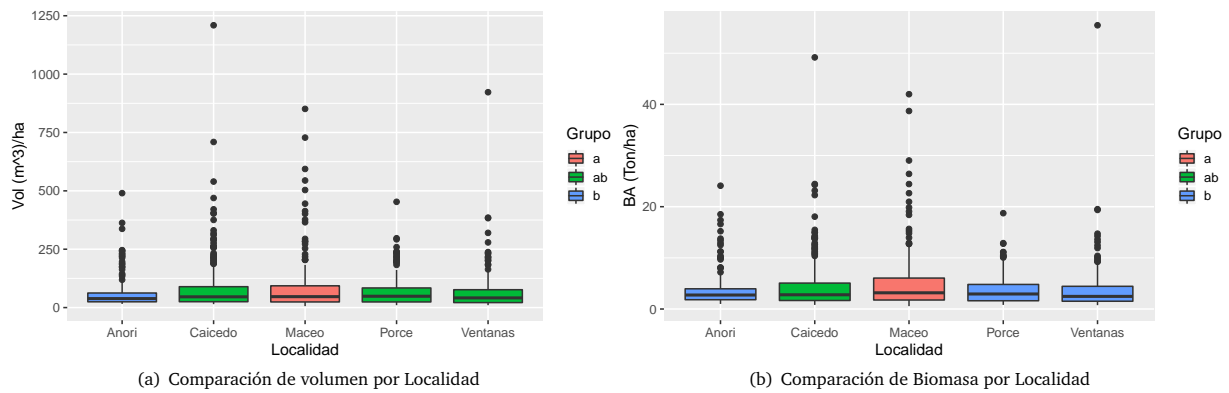 1250
1000
750
500
250
0
Vol (m^3)/ha
Anori Caicedo Maceo Porce Ventanas
Localidad
Grupo
a
ab
b
(a) Comparación de volumen por Localidad
40
20
0
BA (Ton/ha)
Anori Caicedo Maceo Porce Ventanas
Localidad
Grupo
a
ab
b
(b) Comparación de Biomasa por Localidad